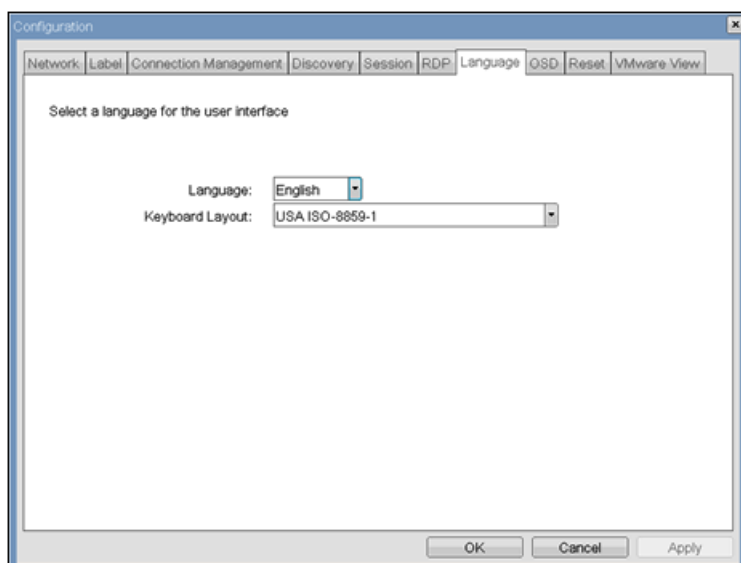 Configuration
Network Label Connection Management Discovery Session RDP Language OSD Reset VMware View
Select a language for the user interface
Language: English
Keyboard Layout: USA ISO-8859-1
OK Cancel Apply